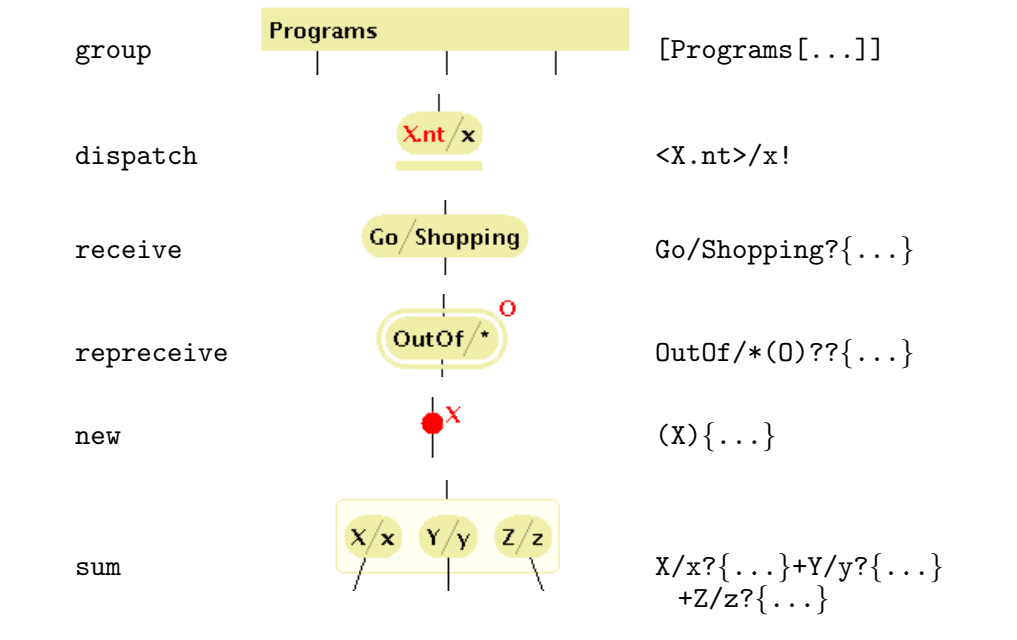 Programs
group [Programs[...]]
X.nt/x
dispatch <X.nt>/x!
Go/Shopping
receive Go/Shopping?{...}
O
OutOf/*
repreceive OutOf/*(O)??{...}
X
new (X){...}
X/x Y/y Z/z
sum X/x?{...}+Y/y?{...}
+Z/z?{...}